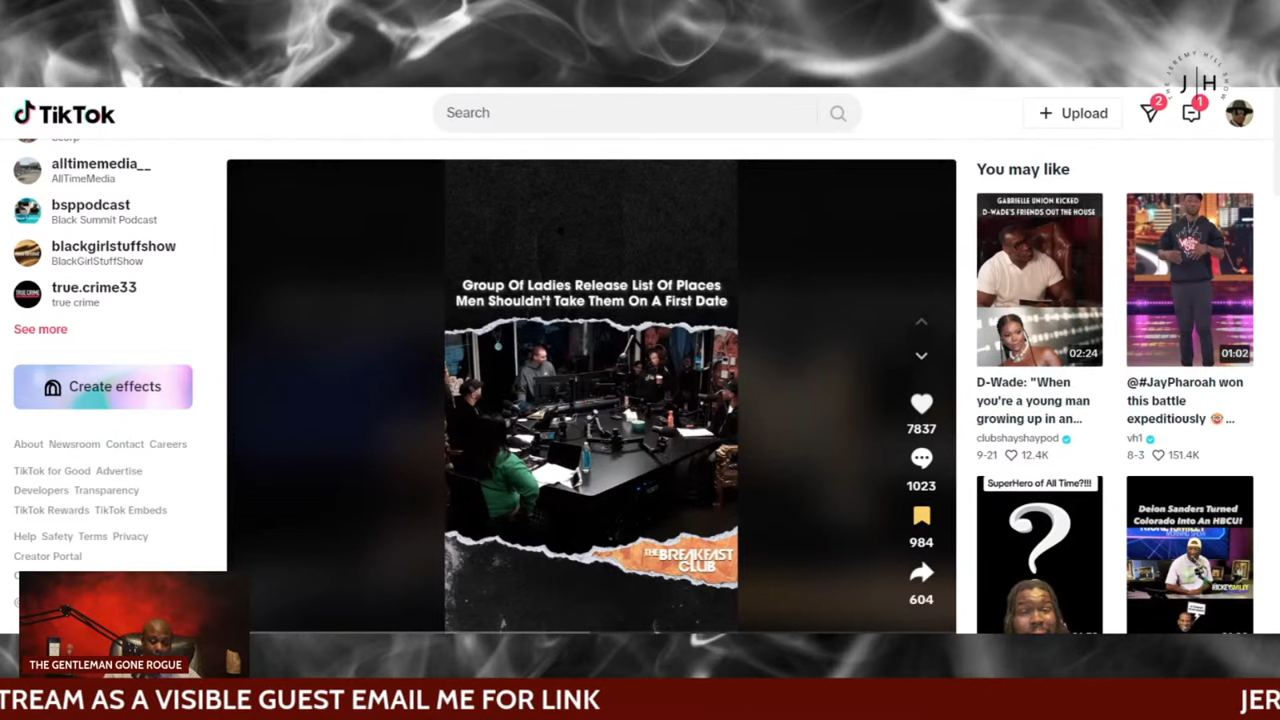 THE JEREMY HILL SHOW
J|H
TikTok
Search
+ Upload
2
1
alltimemedia__
AllTimeMedia
bsppodcast
Black Summit Podcast
blackgirlstuffshow
BlackGirlStuffShow
true.crime33
true crime
See more
Create effects
About Newsroom Contact Careers
TikTok for Good Advertise
Developers Transparency
TikTok Rewards TikTok Embeds
Help Safety Terms Privacy
Creator Portal
Group Of Ladies Release List Of Places
Men Shouldn't Take Them On A First Date
THE BREAKFAST
CLUB
7837
1023
984
604
You may like
GABRIELLE UNION KICKED
D-WADE'S FRIENDS OUT THE HOUSE
02:24
D-Wade: "When
you're a young man
growing up in an...
clubshayshaypod
9-21 12.4K
01:02
@#JayPharoah won
this battle
expeditiously ...
vh1
8-3 151.4K
SuperHero of All Time?!!!
?
Deion Sanders Turned
Colorado Into An HBCU!
THE GENTLEMAN GONE ROGUE
TREAM AS A VISIBLE GUEST EMAIL ME FOR LINK
JER